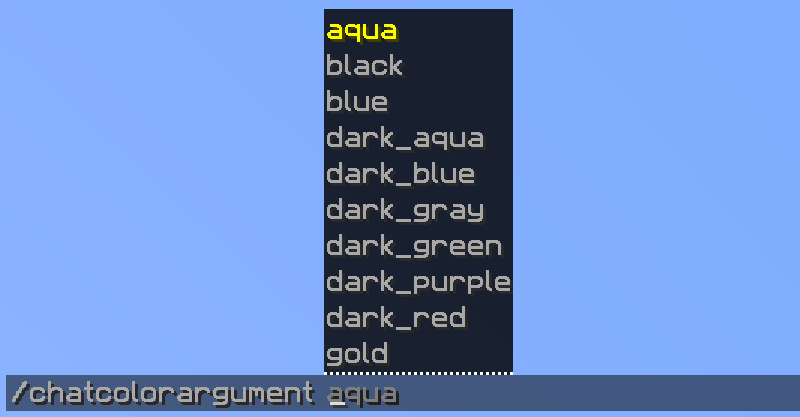 aqua
black
blue
dark_aqua
dark_blue
dark_gray
dark_green
dark_purple
dark_red
gold
/chatcolorargument aqua